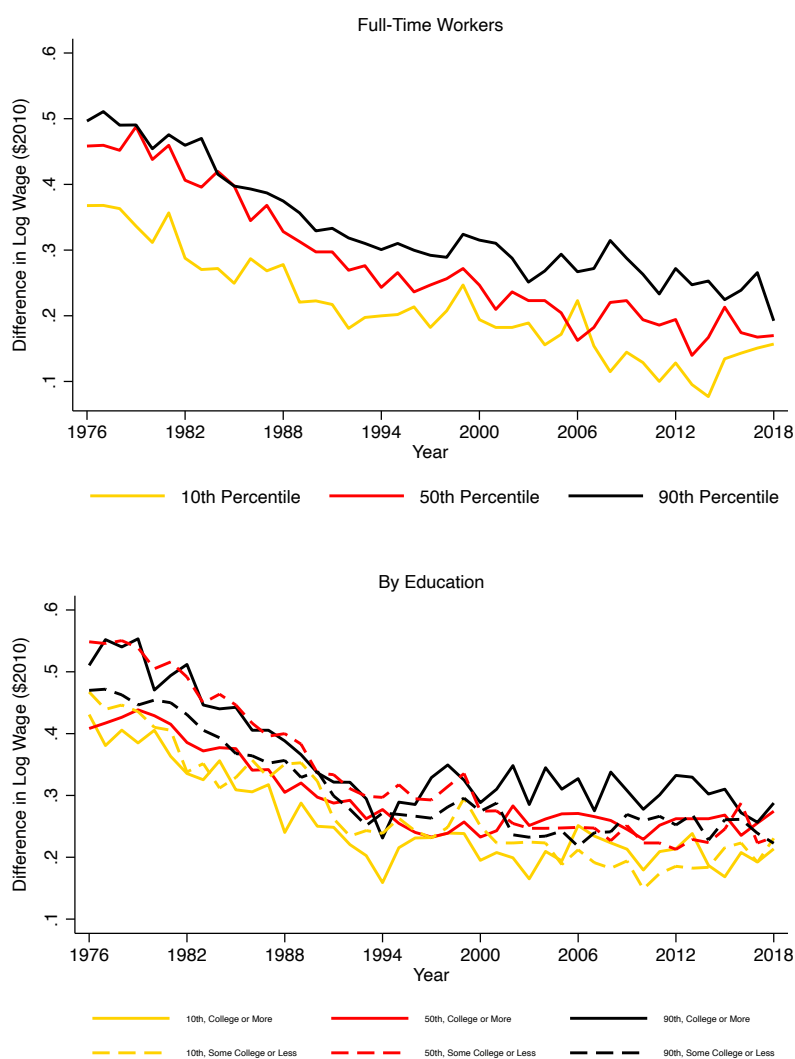 Full-Time Workers
Difference in Log Wage ($2010)
.6
.5
.4
.3
.2
.1
1976 1982 1988 1994 2000 2006 2012 2018
Year
10th Percentile 50th Percentile 90th Percentile
By Education
Difference in Log Wage ($2010)
.6
.5
.4
.3
.2
.1
1976 1982 1988 1994 2000 2006 2012 2018
Year
10th, College or More 50th, College or More 90th, College or More
10th, Some College or Less 50th, Some College or Less 90th, Some College or Less